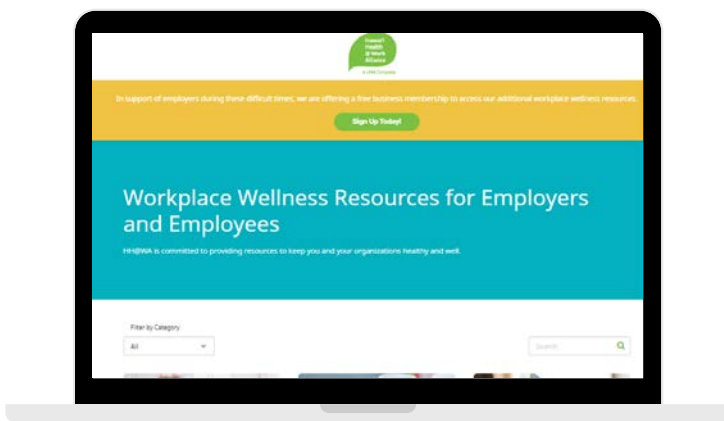 Hawai'i
Health
@ Work
Alliance
In support of employers during these difficult times, we are offering a free business membership to access our additional workplace wellness resources.
Sign Up Today!
Workplace Wellness Resources for Employers
and Employees
HH@WA is committed to providing resources to keep you and your organizations healthy and well.
Filter by Category
All
Search